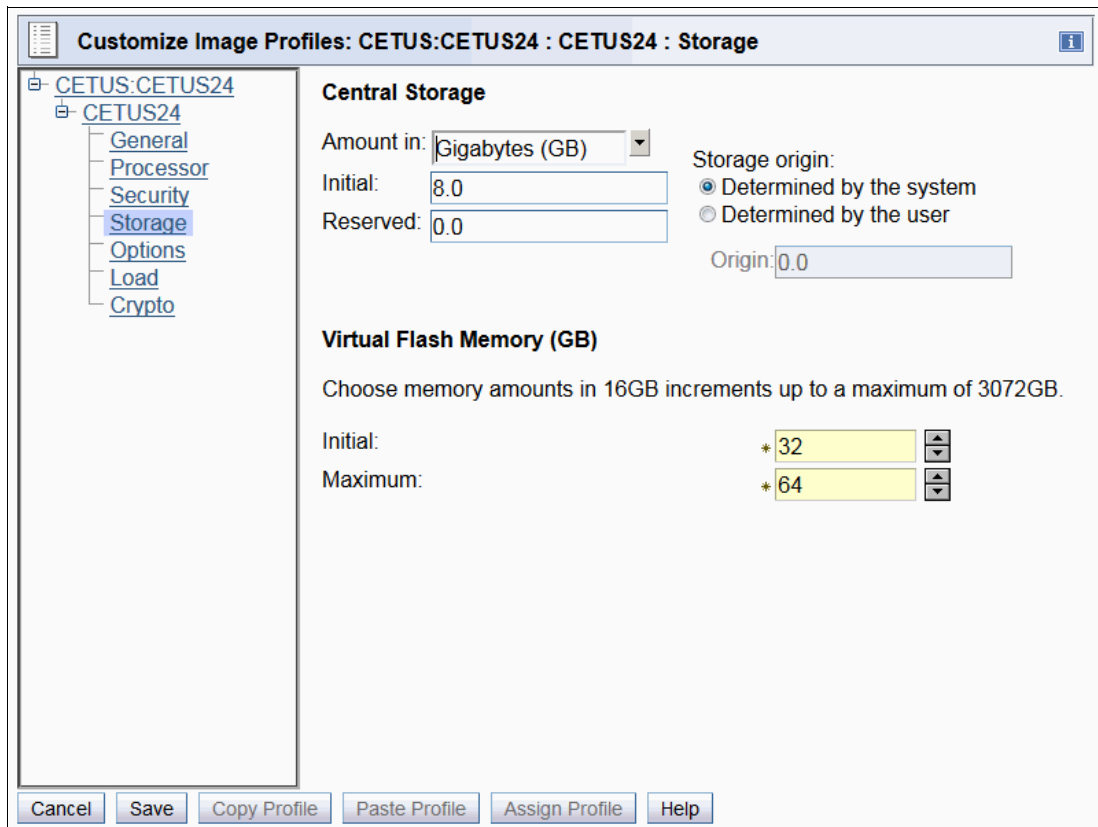 Customize Image Profiles: CETUS:CETUS24 : CETUS24 : Storage
i
CETUS:CETUS24
CETUS24
General
Processor
Security
Storage
Options
Load
Crypto
Central Storage
Amount in: Gigabytes (GB)
Initial: 8.0
Reserved: 0.0
Storage origin:
Determined by the system
Determined by the user
Origin: 0.0
Virtual Flash Memory (GB)
Choose memory amounts in 16GB increments up to a maximum of 3072GB.
Initial: * 32
Maximum: * 64
Cancel Save Copy Profile Paste Profile Assign Profile Help